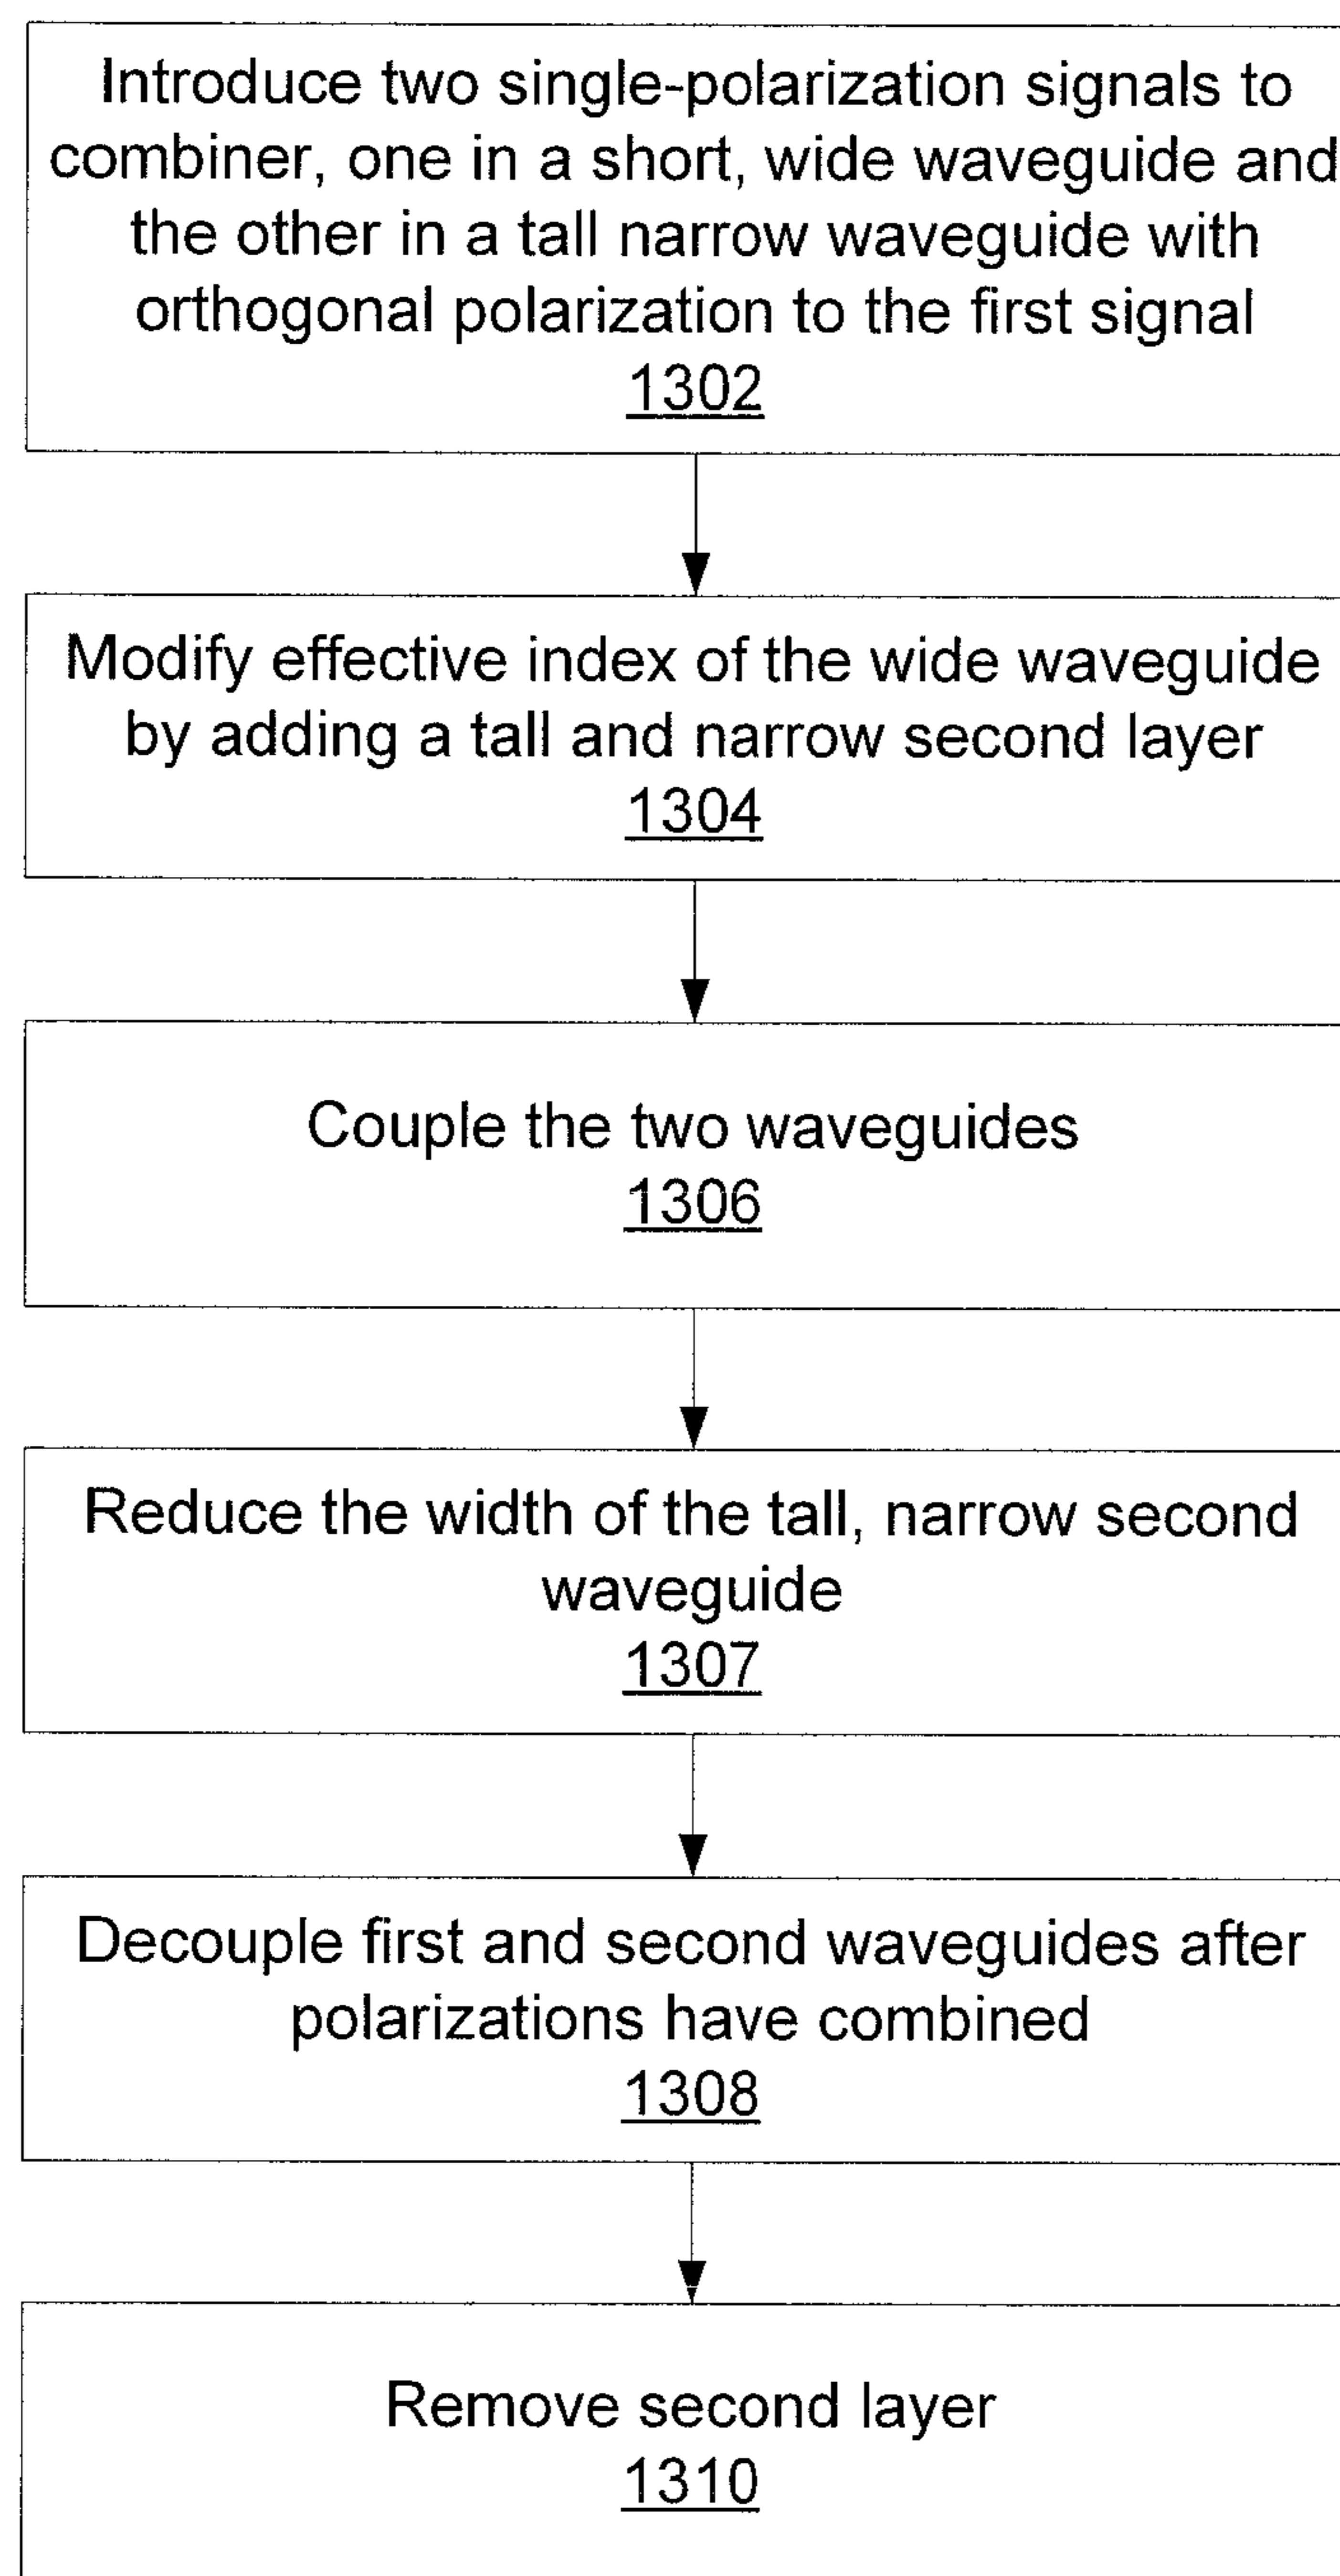 Introduce two single-polarization signals to
combiner, one in a short, wide waveguide and
the other in a tall narrow waveguide with
orthogonal polarization to the first signal
1302
Modify effective index of the wide waveguide
by adding a tall and narrow second layer
1304
Couple the two waveguides
1306
Reduce the width of the tall, narrow second
waveguide
1307
Decouple first and second waveguides after
polarizations have combined
1308
Remove second layer
1310